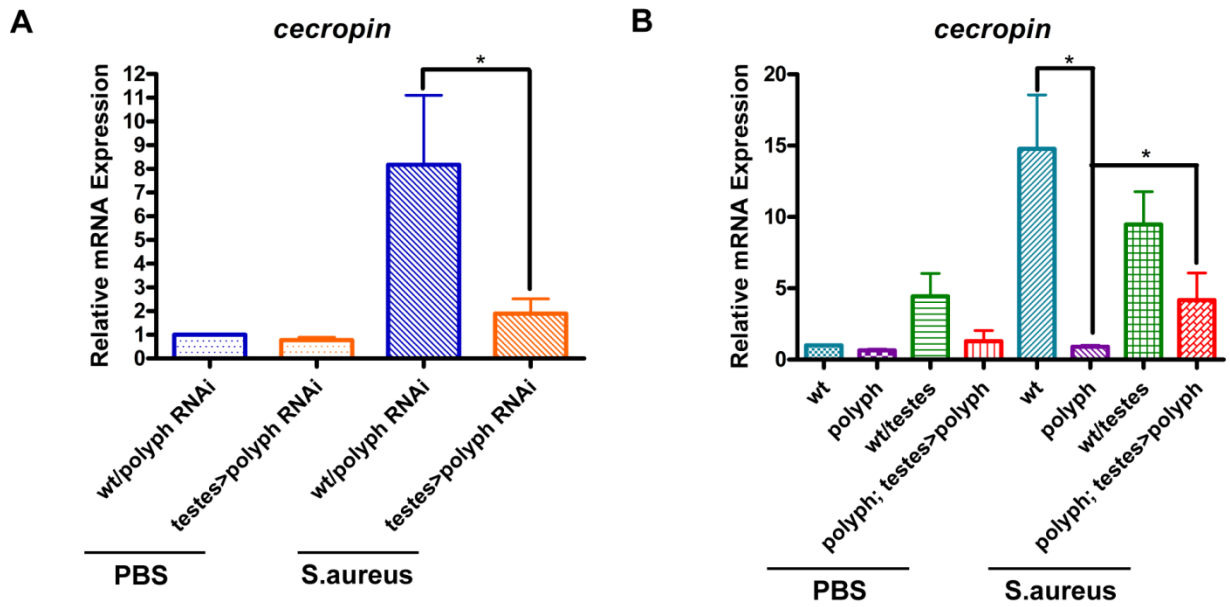 A
cecropin
Relative mRNA Expression
12
11
10
9
8
7
6
5
4
3
2
1
0
*
wt/polyph RNAi
testes>polyph RNAi
wt/polyph RNAi
testes>polyph RNAi
PBS
S.aureus
B
cecropin
Relative mRNA Expression
20
15
10
5
0
*
*
wt
polyph
wt/testes
polyph; testes>polyph
wt
polyph
wt/testes
polyph; testes>polyph
PBS
S.aureus